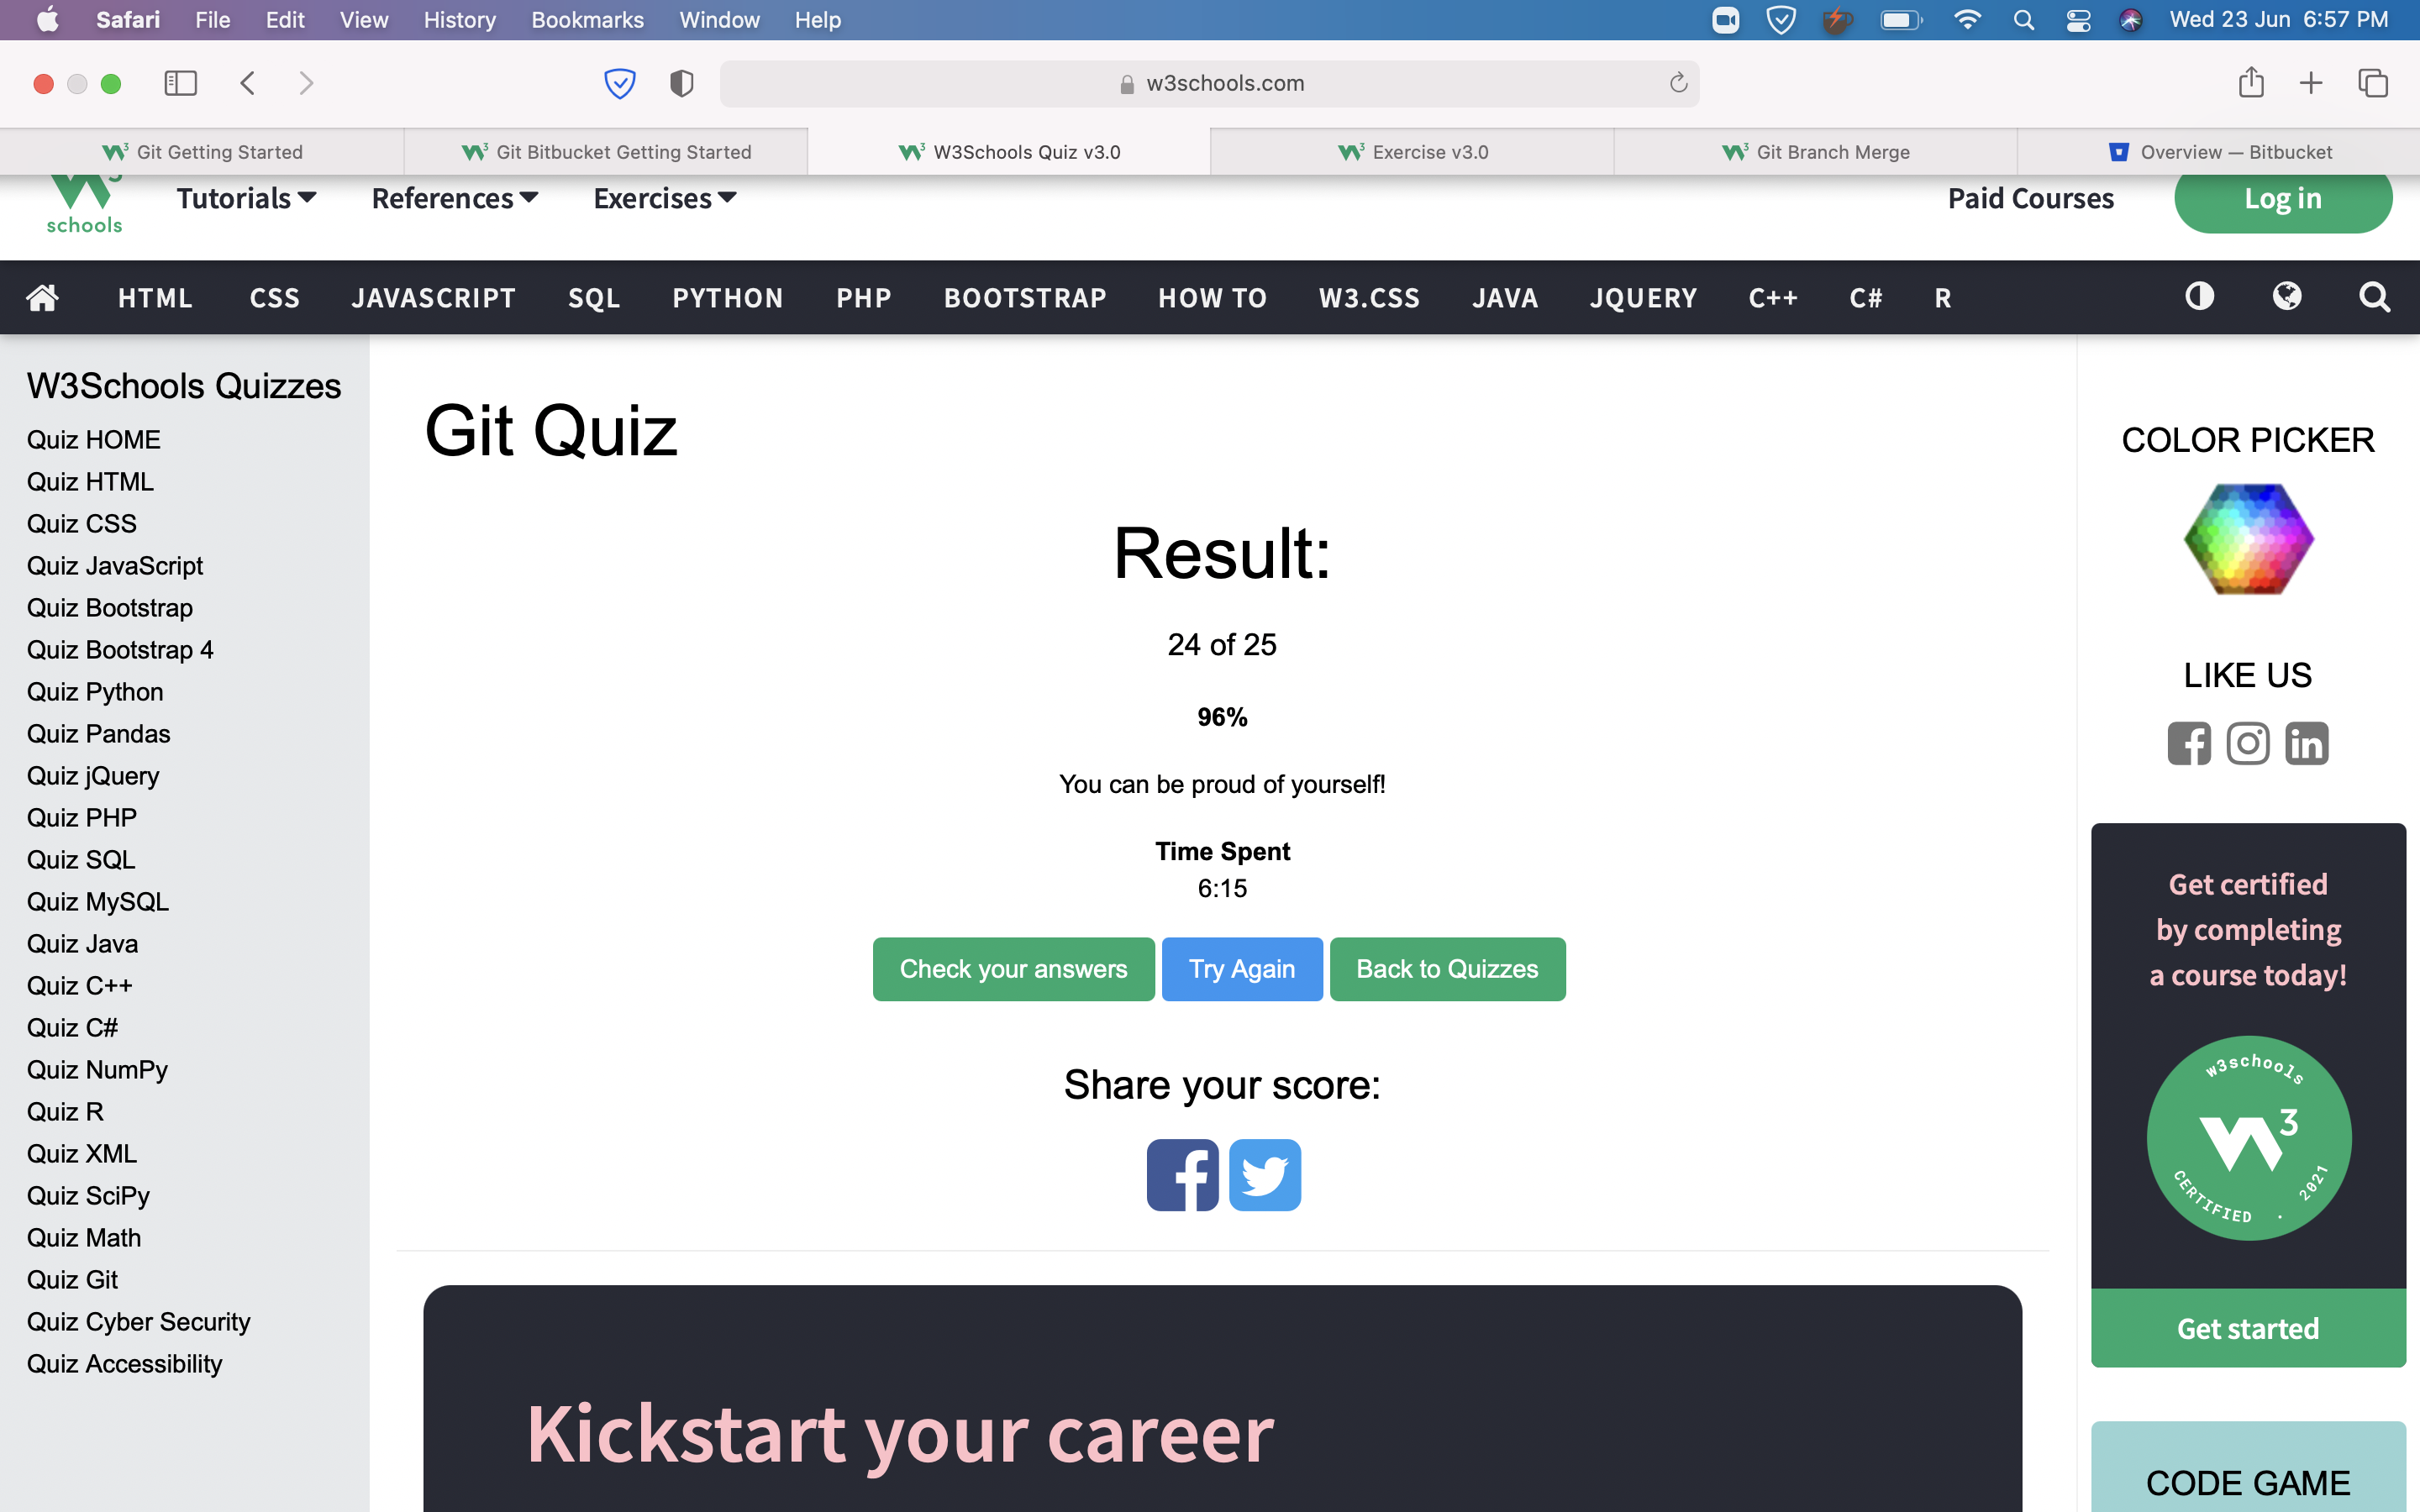 Safari File Edit View History Bookmarks Window Help Wed 23 Jun 6:57 PM
w3schools.com
Git Getting Started Git Bitbucket Getting Started W3Schools Quiz v3.0 Exercise v3.0 Git Branch Merge Overview — Bitbucket
3
schools
Tutorials References Exercises Paid Courses Log in
HTML CSS JAVASCRIPT SQL PYTHON PHP BOOTSTRAP HOW TO W3.CSS JAVA JQUERY C++ C# R
W3Schools Quizzes
Quiz HOME
Quiz HTML
Quiz CSS
Quiz JavaScript
Quiz Bootstrap
Quiz Bootstrap 4
Quiz Python
Quiz Pandas
Quiz jQuery
Quiz PHP
Quiz SQL
Quiz MySQL
Quiz Java
Quiz C++
Quiz C#
Quiz NumPy
Quiz R
Quiz XML
Quiz SciPy
Quiz Math
Quiz Git
Quiz Cyber Security
Quiz Accessibility
Git Quiz
Result:
24 of 25
96%
You can be proud of yourself!
Time Spent
6:15
Check your answers Try Again Back to Quizzes
Share your score:
Kickstart your career
COLOR PICKER
LIKE US
Get certified
by completing
a course today!
w3schools
3
CERTIFIED . 2021
Get started
CODE GAME